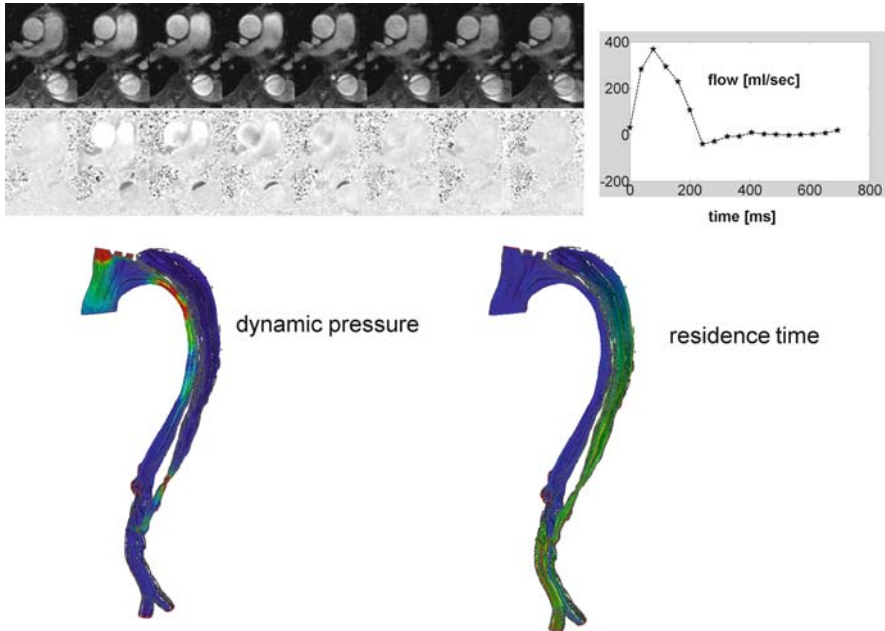 400
flow [ml/sec]
200
0
-200
0 200 400 600 800
time [ms]
dynamic pressure
residence time